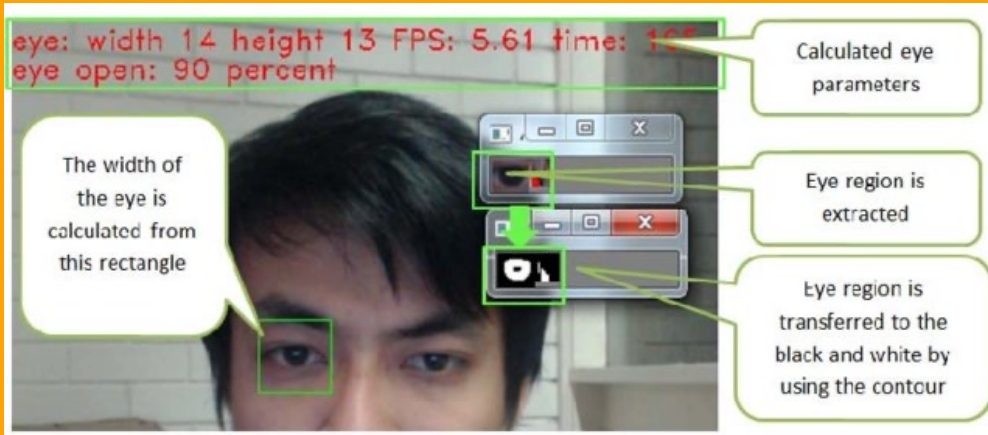 eye: width 14 height 13 FPS: 5.61 time: 165
eye open: 90 percent
Calculated eye
parameters
The width of
the eye is
calculated from
this rectangle
Eye region is
extracted
Eye region is
transferred to the
black and white by
using the contour